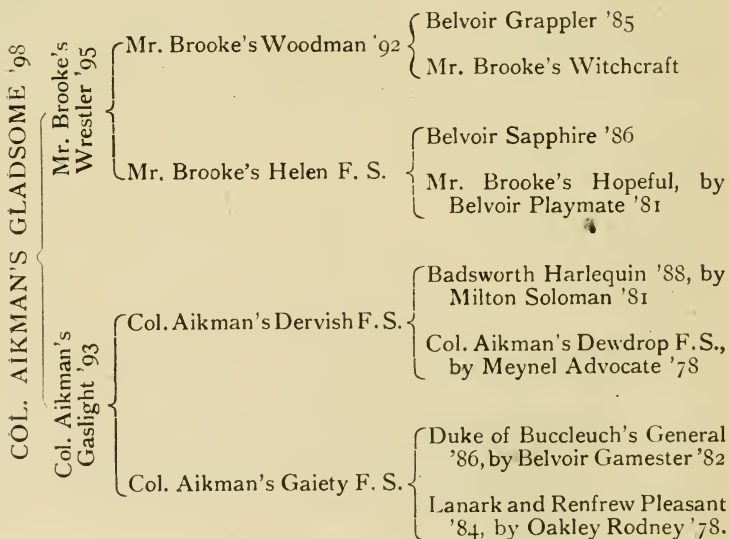 COL. AIKMAN'S GLADSOME '98
Mr. Brooke's
Wrestler '95
Mr. Brooke's Woodman '92
Belvoir Grappler '85
Mr. Brooke's Witchcraft
Mr. Brooke's Helen F. S.
Belvoir Sapphire '86
Mr. Brooke's Hopeful, by
Belvoir Playmate '81
Col. Aikman's
Gaslight '93
Col. Aikman's Dervish F. S.
Badsworth Harlequin '88, by
Milton Soloman '81
Col. Aikman's Dewdrop F. S.,
by Meynel Advocate '78
Col. Aikman's Gaiety F. S.
Duke of Buccleuch's General
'86, by Belvoir Gamester '82
Lanark and Renfrew Pleasant
'84, by Oakley Rodney '78.